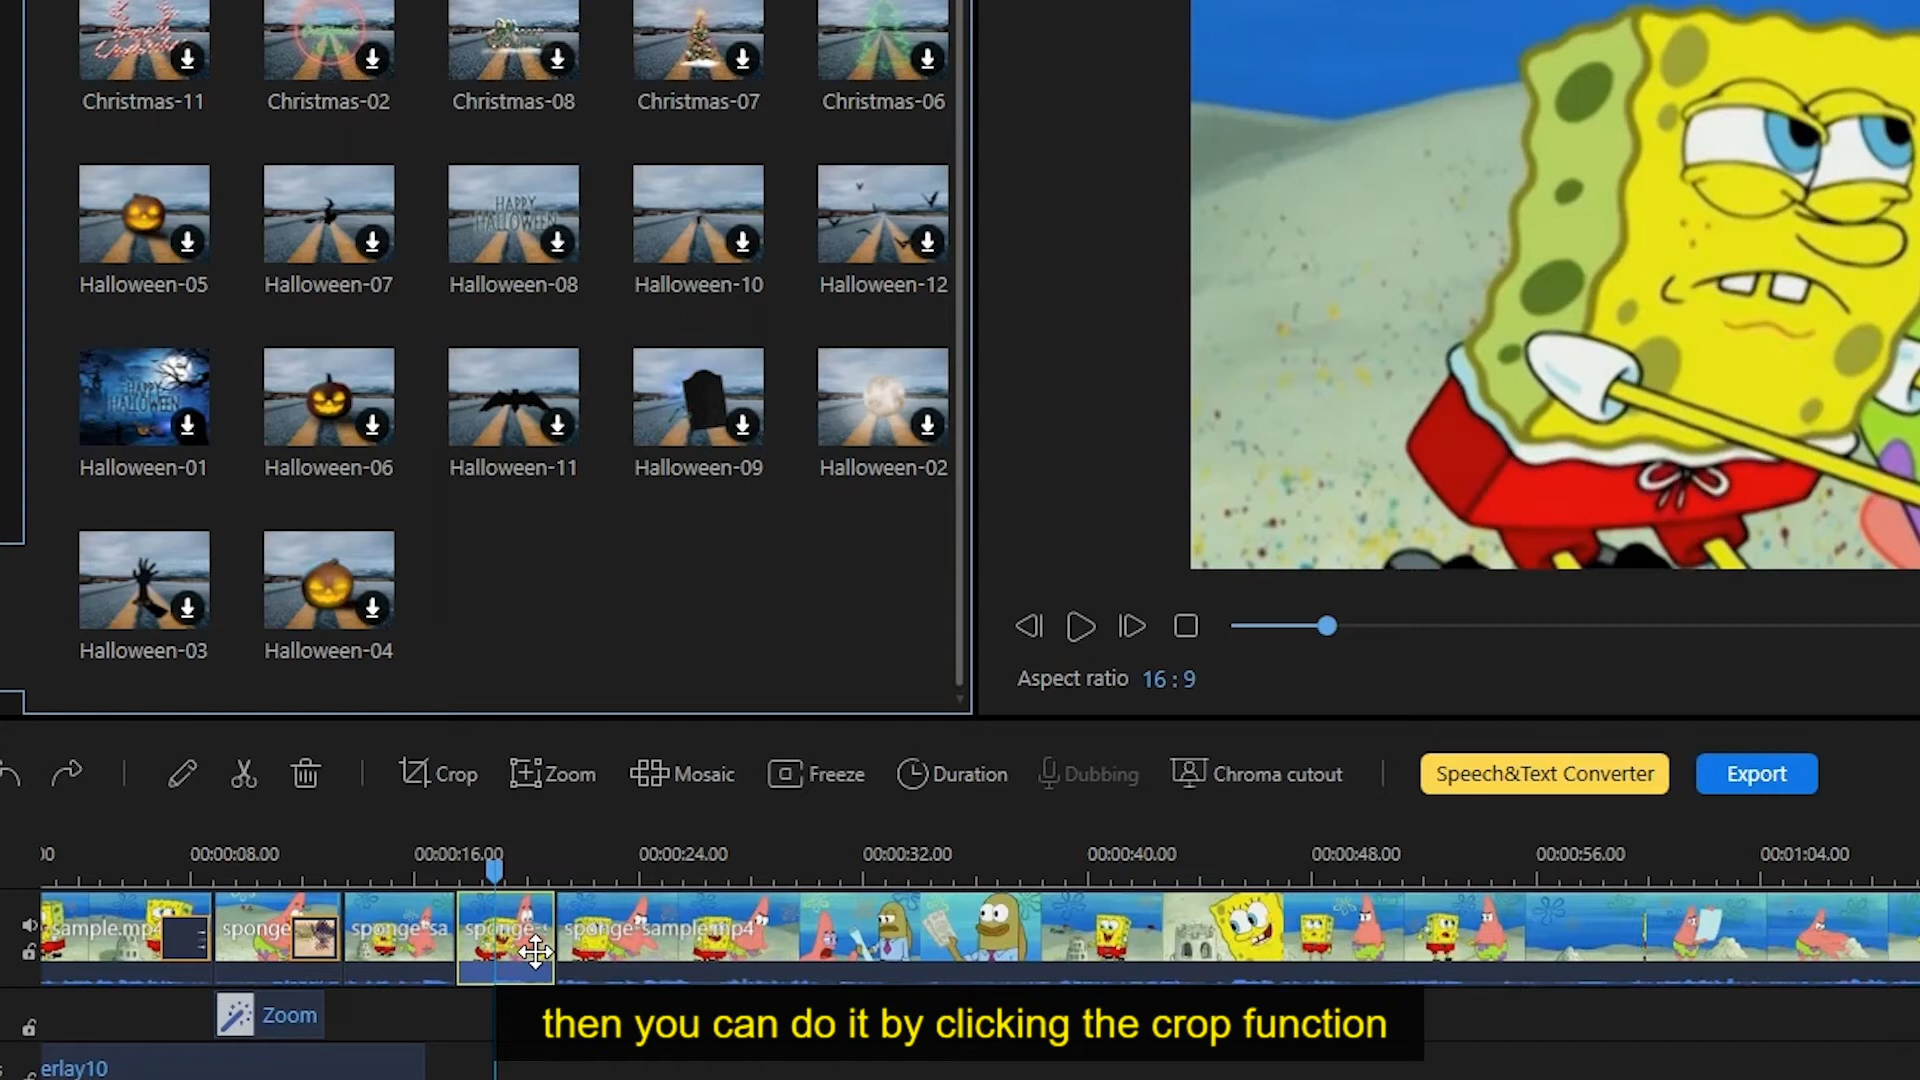 Christmas-11 Christmas-02 Christmas-08 Christmas-07 Christmas-06
HAPPY
HALLOWEEN
Halloween-05 Halloween-07 Halloween-08 Halloween-10 Halloween-12
HAPPY
HALLOWEEN
Halloween-01 Halloween-06 Halloween-11 Halloween-09 Halloween-02
Halloween-03 Halloween-04
Aspect ratio 16 : 9
Crop Zoom Mosaic Freeze Duration Dubbing Chroma cutout Speech&Text Converter Export
00 00:00:08.00 00:00:16.00 00:00:24.00 00:00:32.00 00:00:40.00 00:00:48.00 00:00:56.00 00:01:04.00
sample.mp4 sponge sponge-sa sponge- sponge-sample.mp4
Zoom
then you can do it by clicking the crop function
erlay10